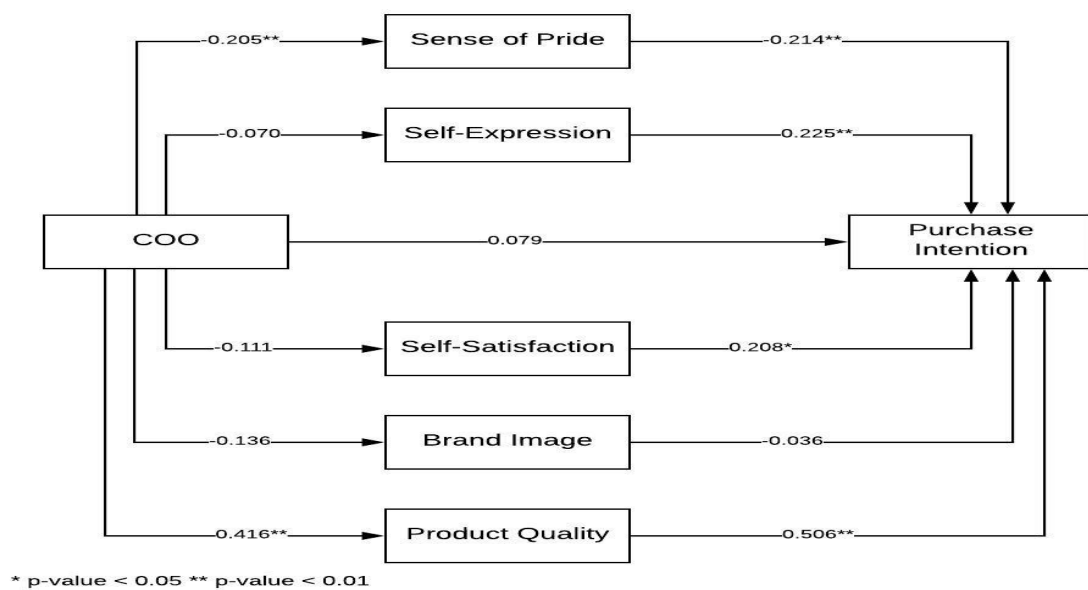 -0.205**
Sense of Pride
-0.214**
-0.070
Self-Expression
0.225**
COO
0.079
Purchase
Intention
-0.111
Self-Satisfaction
0.208*
-0.136
Brand Image
-0.036
0.416**
Product Quality
0.506**
* p-value < 0.05 ** p-value < 0.01